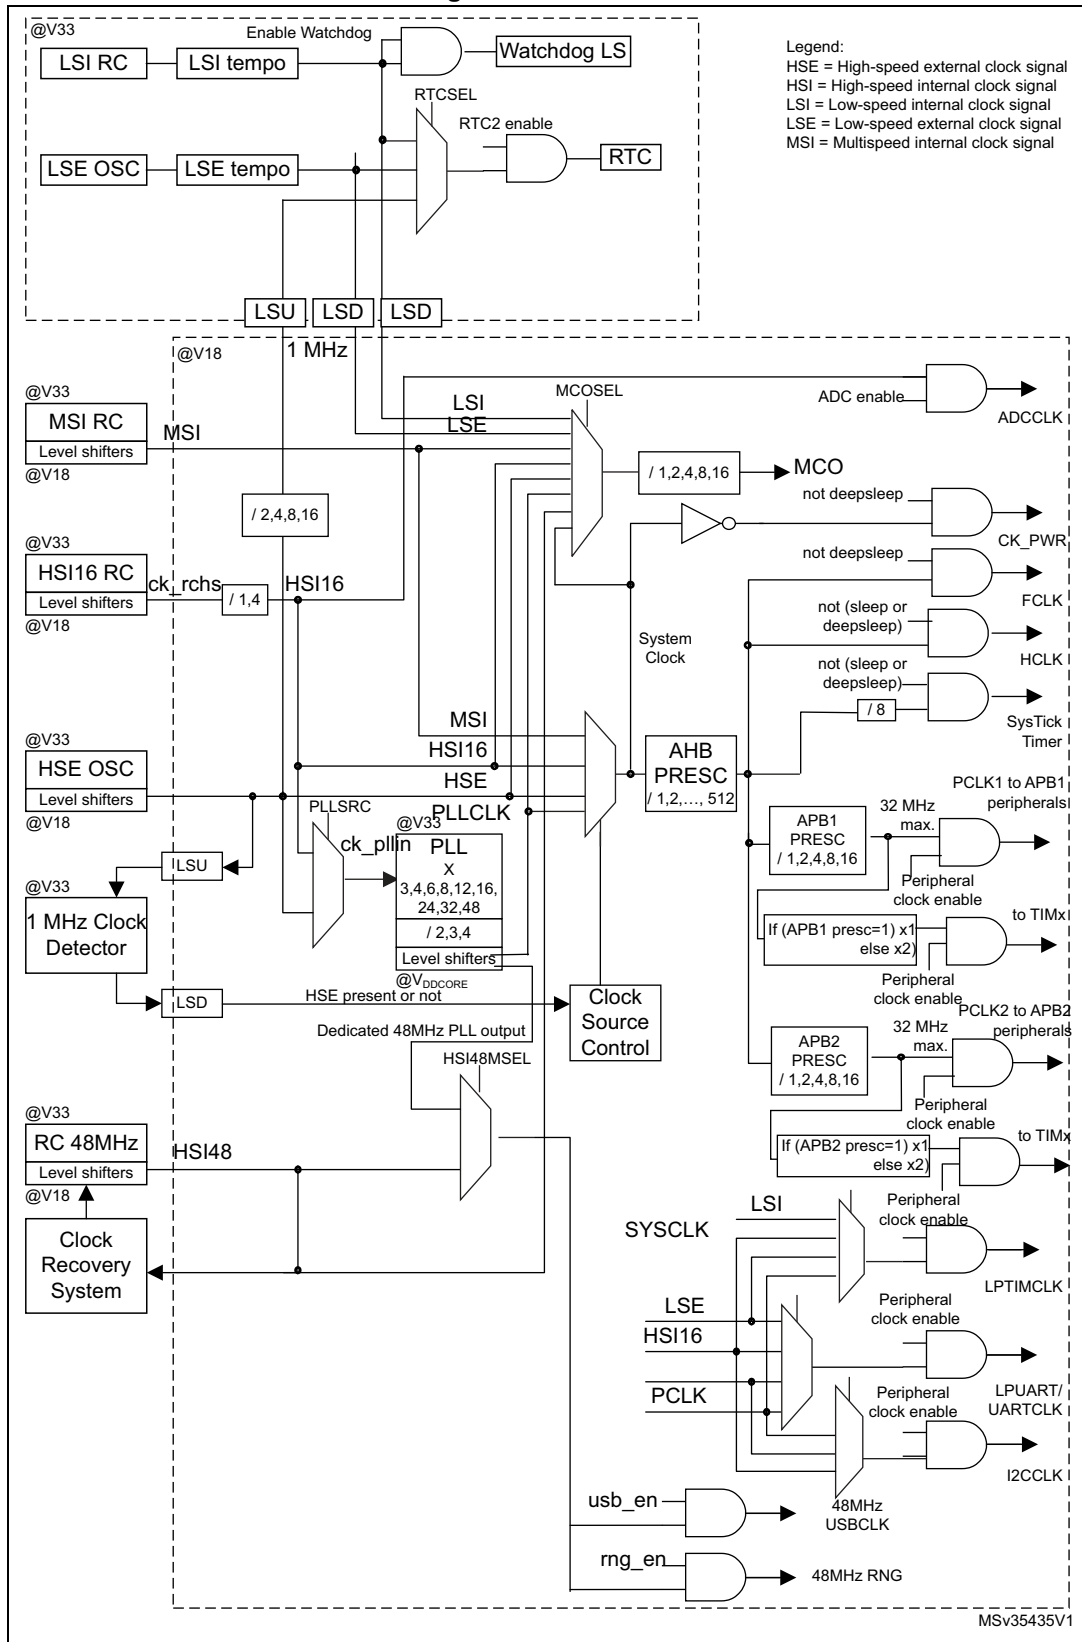 @V33
Enable Watchdog
LSI RC
LSI tempo
Watchdog LS
Legend:
HSE = High-speed external clock signal
HSI = High-speed internal clock signal
LSI = Low-speed internal clock signal
LSE = Low-speed external clock signal
MSI = Multispeed internal clock signal
RTCSEL
RTC2 enable
LSE OSC
LSE tempo
RTC
LSU
LSD
LSD
@V18
1 MHz
@V33
MSI RC
Level shifters
@V18
MSI
LSI
LSE
MCOSEL
ADC enable
ADCCLK
/ 1,2,4,8,16
MCO
/ 2,4,8,16
not deepsleep
CK_PWR
@V33
HSI16 RC
Level shifters
@V18
ck_rchs
/ 1,4
HSI16
not deepsleep
FCLK
System
Clock
not (sleep or
deepsleep)
HCLK
not (sleep or
deepsleep)
/ 8
SysTick
Timer
@V33
HSE OSC
Level shifters
@V18
MSI
HSI16
HSE
PLLCLK
AHB
PRESC
/ 1,2,..., 512
PLLSRC
ck_pllin
@V33
PLL
X
3,4,6,8,12,16,
24,32,48
/ 2,3,4
Level shifters
@VDDCORE
PCLK1 to APB1
peripherals
32 MHz
max.
APB1
PRESC
/ 1,2,4,8,16
Peripheral
clock enable
If (APB1 presc=1) x1
else x2)
to TIMx
Peripheral
clock enable
LSU
@V33
1 MHz Clock
Detector
LSD
HSE present or not
Clock
Source
Control
Dedicated 48MHz PLL output
HSI48MSEL
PCLK2 to APB2
peripherals
32 MHz
max.
APB2
PRESC
/ 1,2,4,8,16
Peripheral
clock enable
If (APB2 presc=1) x1
else x2)
to TIMx
Peripheral
clock enable
@V33
RC 48MHz
Level shifters
@V18
HSI48
Clock
Recovery
System
LSI
SYSCLK
LPTIMCLK
LSE
HSI16
PCLK
Peripheral
clock enable
LPUART/
UARTCLK
Peripheral
clock enable
I2CCLK
usb_en
48MHz
USBCLK
rng_en
48MHz RNG
MSv35435V1